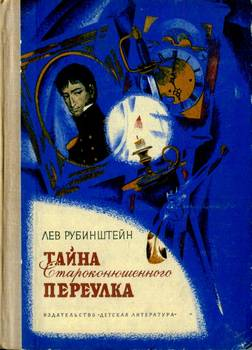 ЛЕВ РУБИНШТЕЙН
ТАЙНА
Староконюшенного
ПЕРЕУЛКА
ИЗДАТЕЛЬСТВО «ДЕТСКАЯ ЛИТЕРАТУРА»